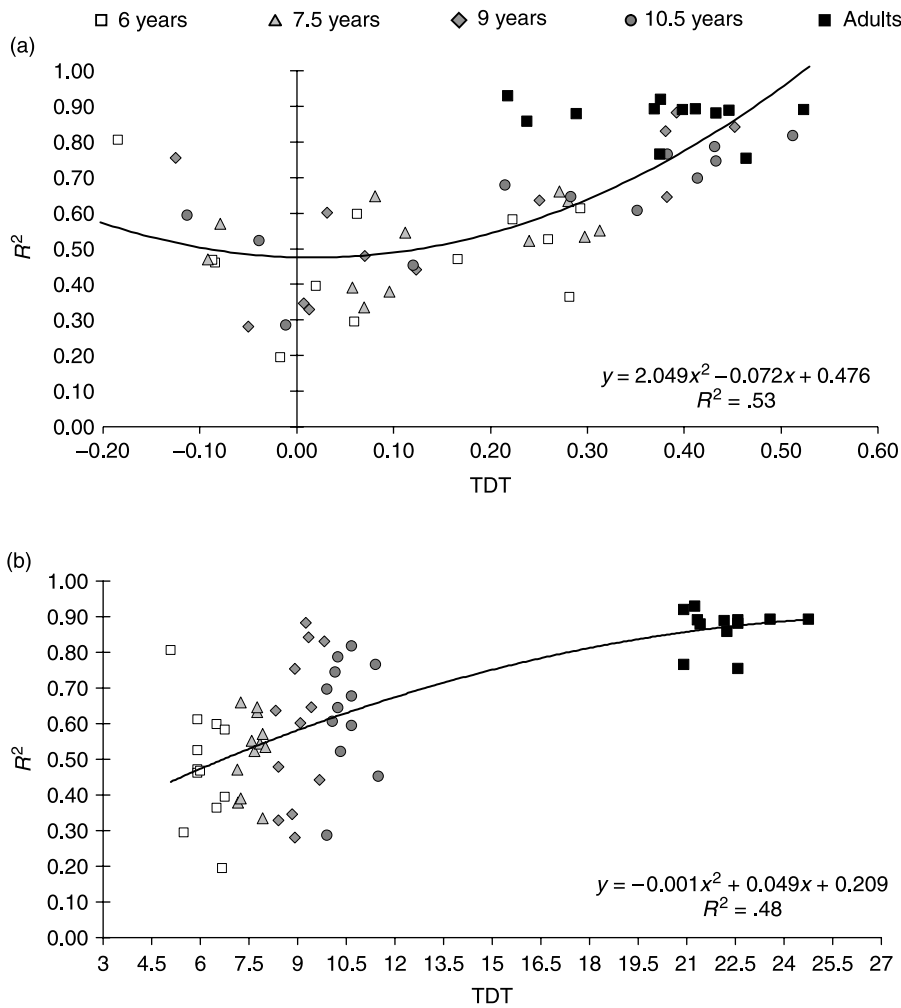 6 years 7.5 years 9 years 10.5 years Adults
(a)
1.00
0.90
0.80
0.70
0.60
0.50
0.40
0.30
0.20
0.10
0.00
R²
y = 2.049x² −0.072x + 0.476
R² = .53
−0.20 −0.10 0.00 0.10 0.20 0.30 0.40 0.50 0.60
TDT
(b)
1.00
0.90
0.80
0.70
0.60
0.50
0.40
0.30
0.20
0.10
0.00
R²
y = −0.001x² + 0.049x + 0.209
R² = .48
3 4.5 6 7.5 9 10.5 12 13.5 15 16.5 18 19.5 21 22.5 24 25.5 27
TDT